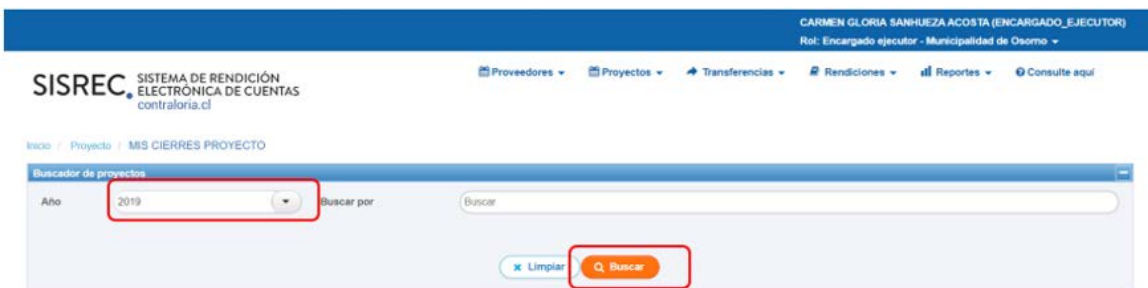 CARMEN GLORIA SANHUEZA ACOSTA (ENCARGADO_EJECUTOR)
Rol: Encargado ejecutor - Municipalidad de Osorno
SISREC SISTEMA DE RENDICIÓN ELECTRÓNICA DE CUENTAS
contraloria.cl
Proveedores Proyectos Transferencias Rendiciones Reportes Consulte aquí
Inicio / Proyecto / MIS CIERRES PROYECTO
Buscador de proyectos
Año 2019 Buscar por Buscar
Limpiar Buscar